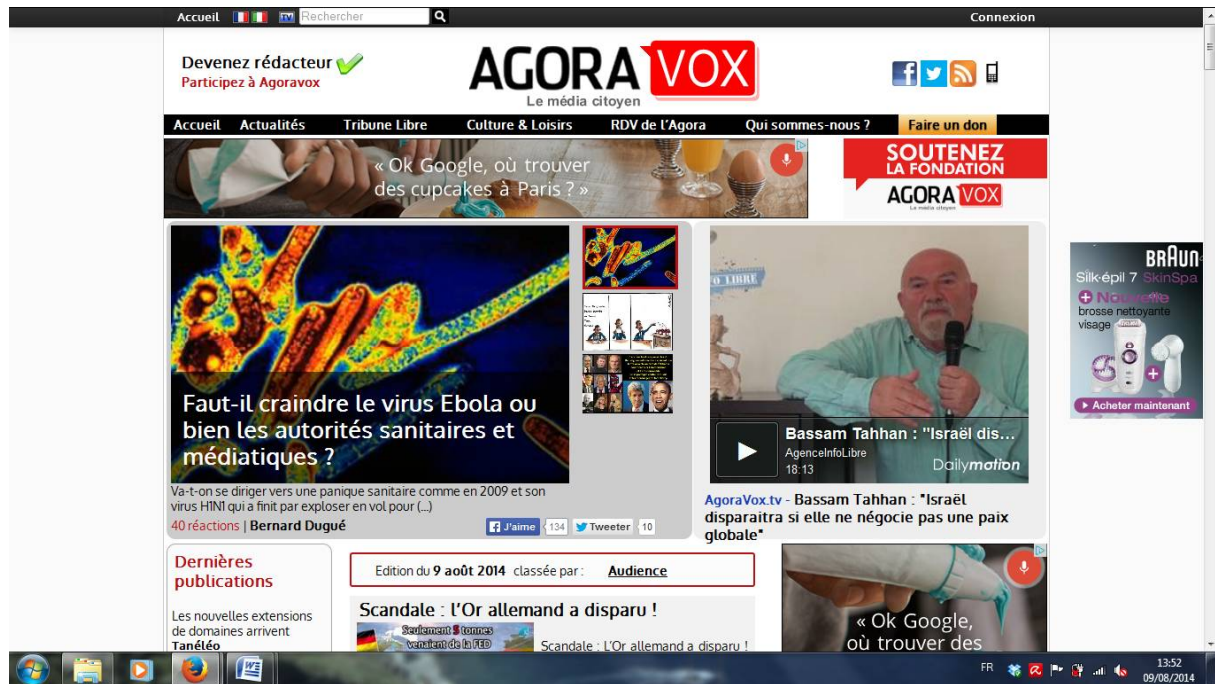 Accueil TV Rechercher Connexion
Devenez rédacteur
Participez à Agoravox
AGORA VOX
Le média citoyen
Accueil Actualités Tribune Libre Culture & Loisirs RDV de l'Agora Qui sommes-nous ? Faire un don
« Ok Google, où trouver
des cupcakes à Paris ? »
SOUTENEZ
LA FONDATION
AGORA VOX
Le média citoyen
BRAUN
Silk·épil 7 SkinSpa
Nouvelle
brosse nettoyante
visage
Acheter maintenant
Faut-il craindre le virus Ebola ou
bien les autorités sanitaires et
médiatiques ?
Va-t-on se diriger vers une panique sanitaire comme en 2009 et son
virus H1N1 qui a finit par exploser en vol pour (...)
40 réactions | Bernard Dugué J'aime 134 Tweeter 10
Bassam Tahhan : "Israël dis...
AgenceInfoLibre
18:13
Dailymotion
AgoraVox.tv - Bassam Tahhan : "Israël
disparaitra si elle ne négocie pas une paix
globale"
Dernières
publications
Les nouvelles extensions
de domaines arrivent
Tanéléo
Edition du 9 août 2014 classée par : Audience
Scandale : l'Or allemand a disparu !
Seulement 5 tonnes
venaient de la FED
Scandale : L'Or allemand a disparu !
« Ok Google,
où trouver des
FR
13:52
09/08/2014